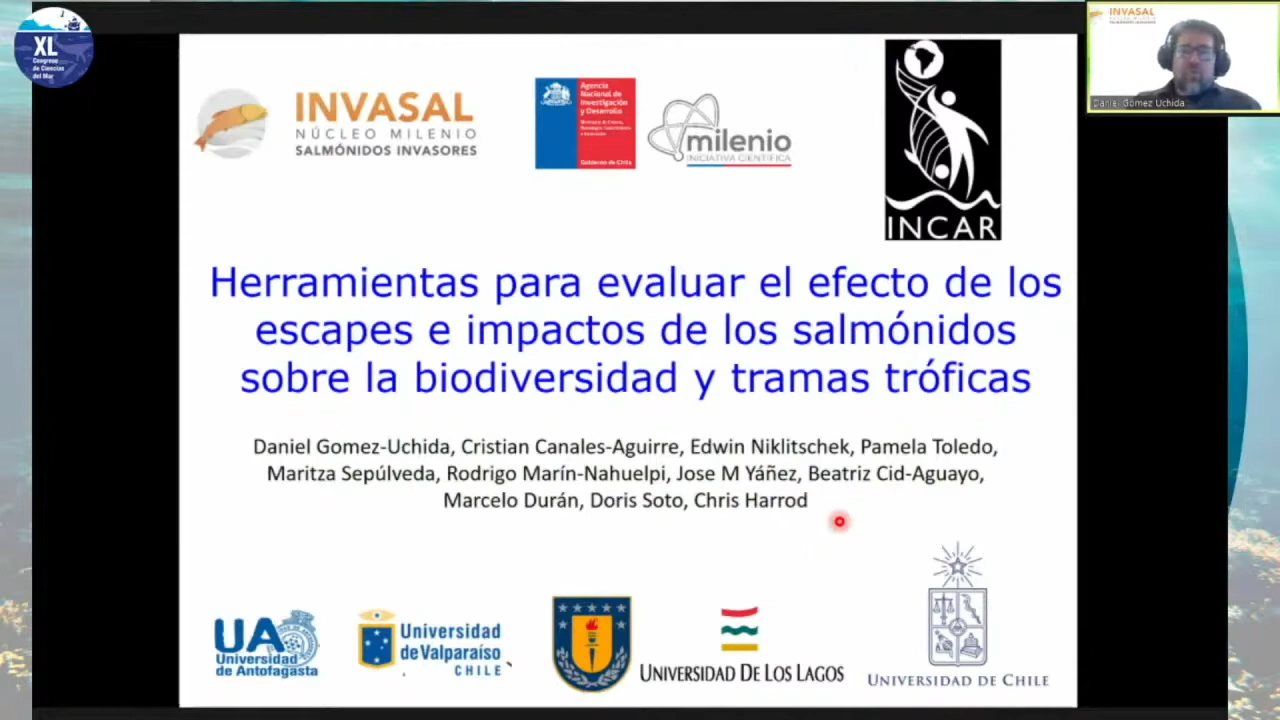 XL
Congreso
de Ciencias
del Mar
INVASAL
NÚCLEO MILENIO
SALMÓNIDOS INVASORES
Agencia
Nacional de
Investigación
y Desarrollo
Gobierno de Chile
milenio
INICIATIVA CIENTÍFICA
INCAR
INVASAL
Daniel Gómez Uchida
Herramientas para evaluar el efecto de los
escapes e impactos de los salmónidos
sobre la biodiversidad y tramas tróficas
Daniel Gomez-Uchida, Cristian Canales-Aguirre, Edwin Niklitschek, Pamela Toledo,
Maritza Sepúlveda, Rodrigo Marín-Nahuelpi, Jose M Yáñez, Beatriz Cid-Aguayo,
Marcelo Durán, Doris Soto, Chris Harrod
UA
Universidad
de Antofagasta
Universidad
de Valparaíso
CHILE
UNIVERSIDAD DE LOS LAGOS
UNIVERSIDAD DE CHILE